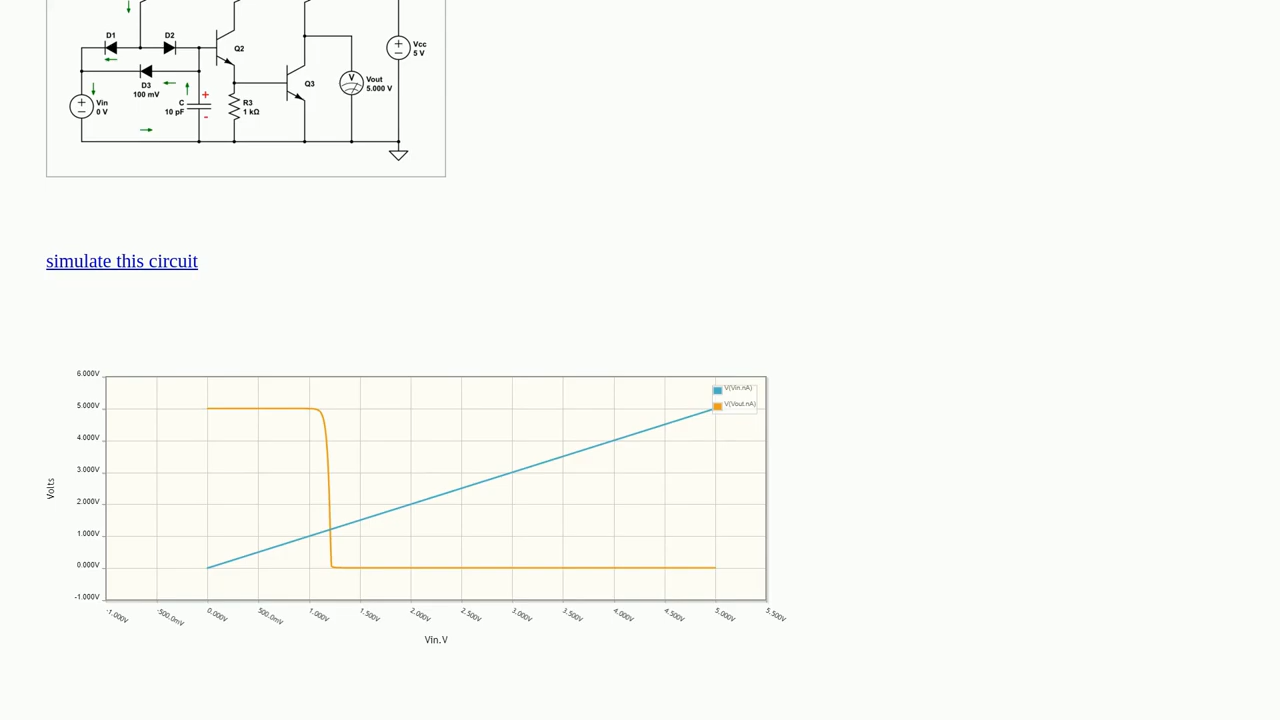 D1
D2
Q2
Vcc
5 V
D3
100 mV
Vin
0 V
C
10 pF
+
-
R3
1 kΩ
Q3
V
Vout
5.000 V
simulate this circuit
6.000V
5.000V
4.000V
3.000V
2.000V
1.000V
0.000V
-1.000V
Volts
V(Vin.nA)
V(Vout.nA)
-1.000V
-500.0mV
0.000V
500.0mV
1.000V
1.500V
2.000V
2.500V
3.000V
3.500V
4.000V
4.500V
5.000V
5.500V
Vin.V